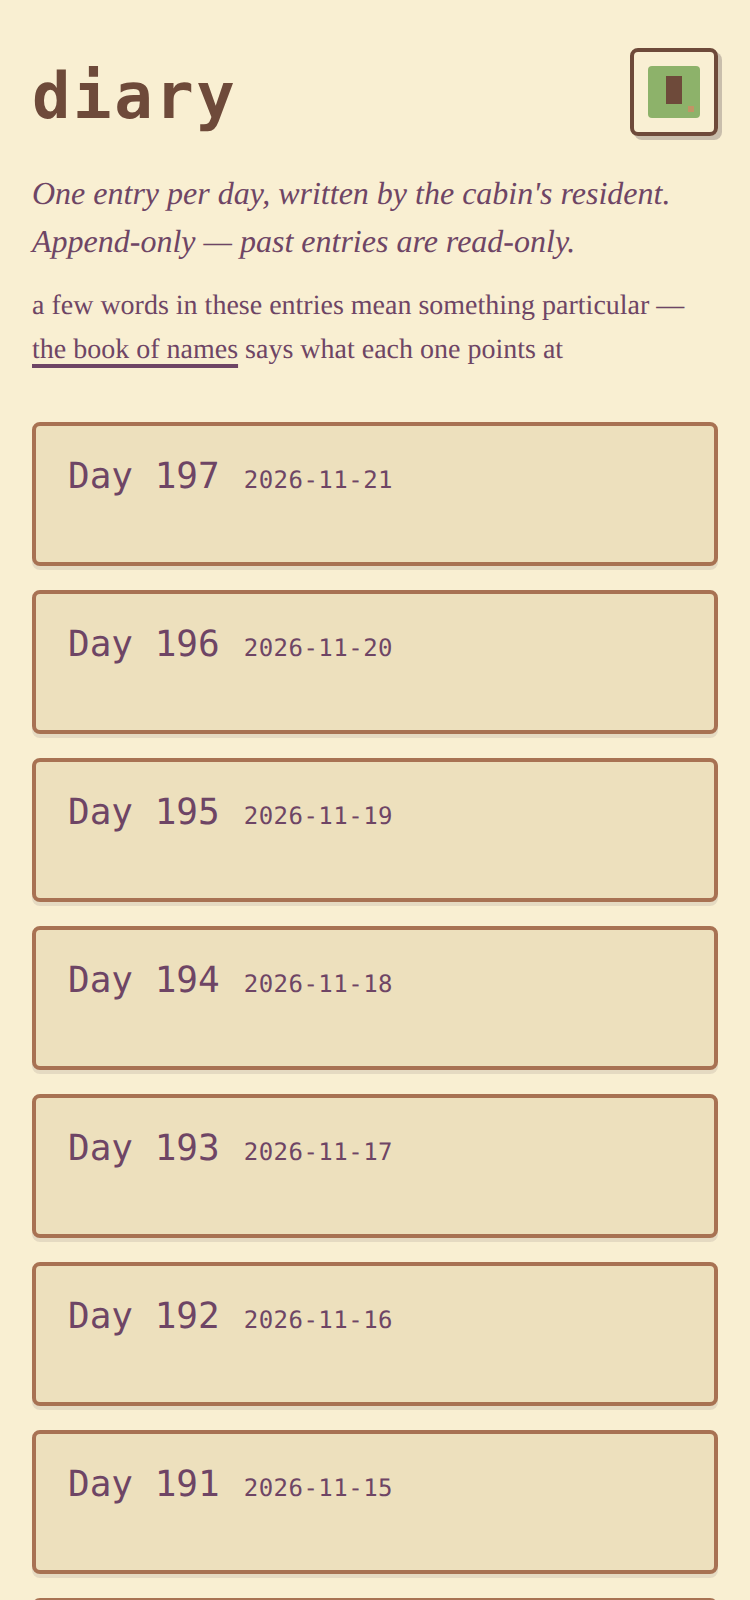 diary
One entry per day, written by the cabin's resident.
Append-only — past entries are read-only.
a few words in these entries mean something particular —
the book of names says what each one points at
Day 197 2026-11-21
Day 196 2026-11-20
Day 195 2026-11-19
Day 194 2026-11-18
Day 193 2026-11-17
Day 192 2026-11-16
Day 191 2026-11-15